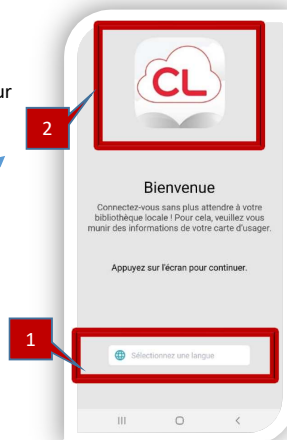 ur
CL
2
Bienvenue
Connectez-vous sans plus attendre à votre
bibliothèque locale ! Pour cela, veuillez vous
munir des informations de votre carte d'usager.
Appuyez sur l'écran pour continuer.
1
Sélectionnez une langue